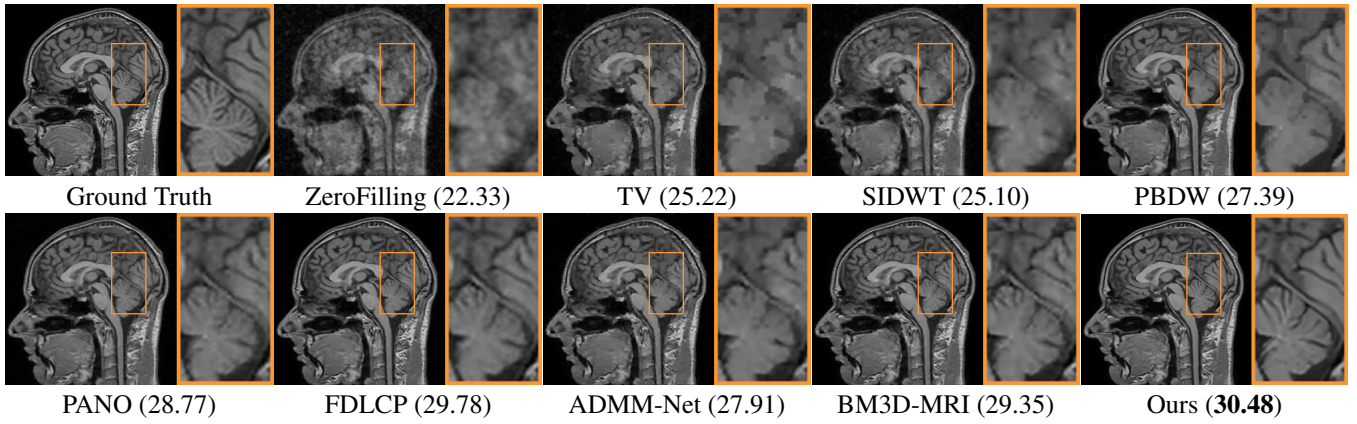 Ground Truth ZeroFilling (22.33) TV (25.22) SIDWT (25.10) PBDW (27.39)
PANO (28.77) FDLCP (29.78) ADMM-Net (27.91) BM3D-MRI (29.35) Ours (30.48)